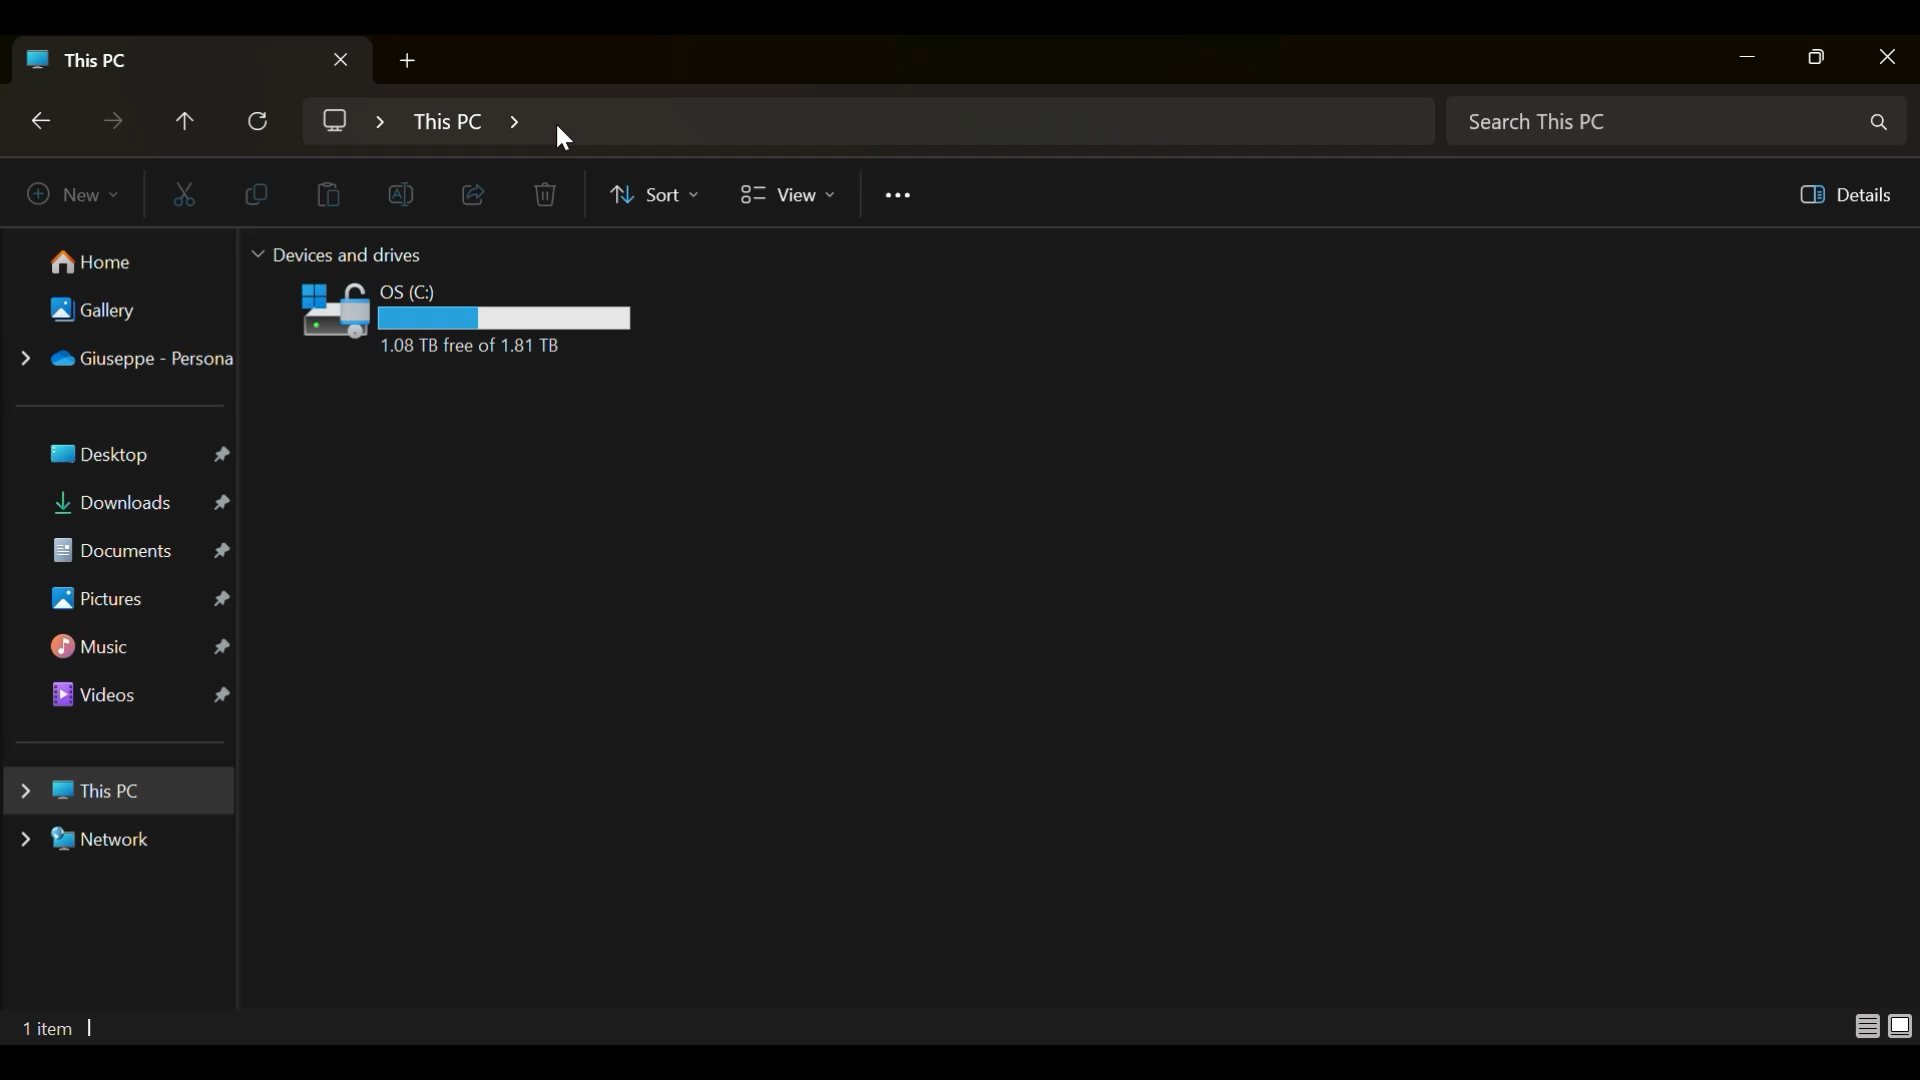 This PC
This PC
Search This PC
New
Sort
View
Details
Home
Gallery
Giuseppe - Persona
Desktop
Downloads
Documents
Pictures
Music
Videos
This PC
Network
Devices and drives
OS (C:)
1.08 TB free of 1.81 TB
1 item